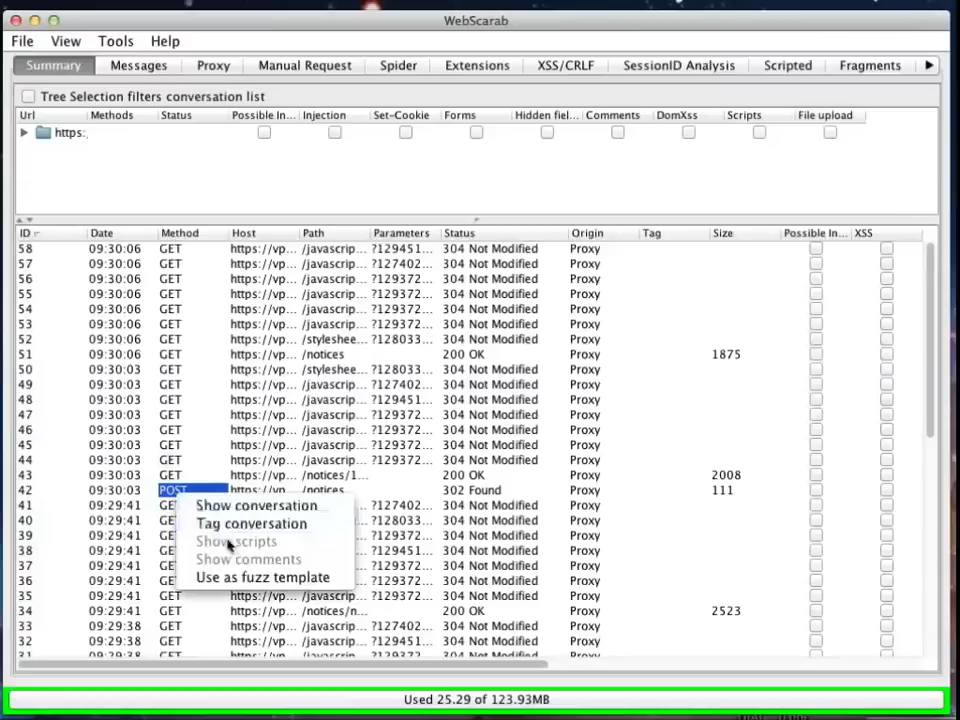 WebScarab
File View Tools Help
Summary Messages Proxy Manual Request Spider Extensions XSS/CRLF SessionID Analysis Scripted Fragments
Tree Selection filters conversation list
Url Methods Status Possible In... Injection Set-Cookie Forms Hidden fiel... Comments DomXss Scripts File upload
https:
ID Date Method Host Path Parameters Status Origin Tag Size Possible In... XSS
58 09:30:06 GET https://vp... /javascrip... ?129451... 304 Not Modified Proxy
57 09:30:06 GET https://vp... /javascrip... ?127402... 304 Not Modified Proxy
56 09:30:06 GET https://vp... /javascrip... ?129372... 304 Not Modified Proxy
55 09:30:06 GET https://vp... /javascrip... ?129372... 304 Not Modified Proxy
54 09:30:06 GET https://vp... /javascrip... ?129372... 304 Not Modified Proxy
53 09:30:06 GET https://vp... /javascrip... ?129372... 304 Not Modified Proxy
52 09:30:06 GET https://vp... /styleshee... ?128033... 304 Not Modified Proxy
51 09:30:06 GET https://vp... /notices 200 OK Proxy 1875
50 09:30:03 GET https://vp... /styleshee... ?128033... 304 Not Modified Proxy
49 09:30:03 GET https://vp... /javascrip... ?127402... 304 Not Modified Proxy
48 09:30:03 GET https://vp... /javascrip... ?129451... 304 Not Modified Proxy
47 09:30:03 GET https://vp... /javascrip... ?129372... 304 Not Modified Proxy
46 09:30:03 GET https://vp... /javascrip... ?129372... 304 Not Modified Proxy
45 09:30:03 GET https://vp... /javascrip... ?129372... 304 Not Modified Proxy
44 09:30:03 GET https://vp... /javascrip... ?129372... 304 Not Modified Proxy
43 09:30:03 GET https://vp... /notices/1... 200 OK Proxy 2008
42 09:30:03 POST https://vp... /notices 302 Found Proxy 111
41 09:29:41 Show conversation ?127402... 304 Not Modified Proxy
40 09:29:41 Tag conversation ?128033... 304 Not Modified Proxy
39 09:29:41 Show scripts ?129451... 304 Not Modified Proxy
38 09:29:41 Show comments ?129372... 304 Not Modified Proxy
37 09:29:41 Use as fuzz template ?129372... 304 Not Modified Proxy
36 09:29:41 ?129372... 304 Not Modified Proxy
35 09:29:41 GET https://vp... /javascrip... ?129372... 304 Not Modified Proxy
34 09:29:41 GET https://vp... /notices/n... 200 OK Proxy 2523
33 09:29:38 GET https://vp... /javascrip... ?127402... 304 Not Modified Proxy
32 09:29:38 GET https://vp... /javascrip... ?129451... 304 Not Modified Proxy
31 09:29:38 GET https://vp... /javascrip... ?129372... 304 Not Modified Proxy
Used 25.29 of 123.93MB